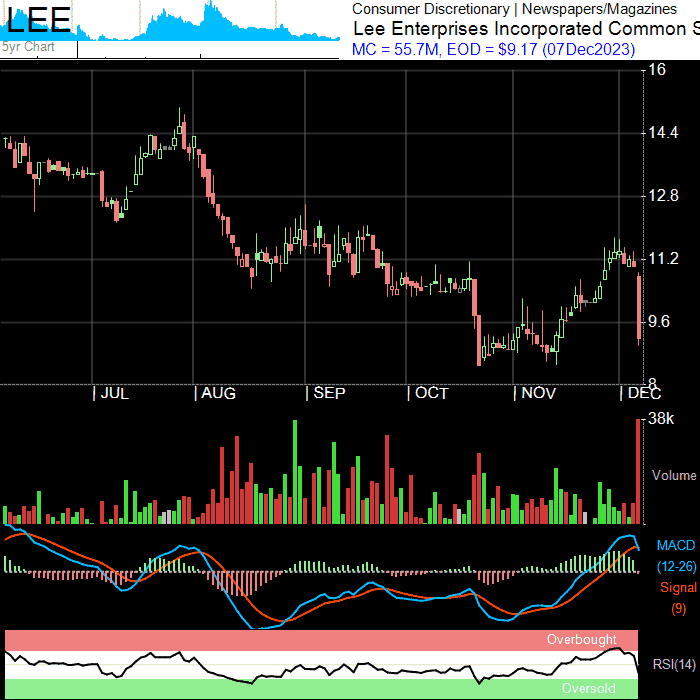 LEE
5yr Chart
Consumer Discretionary | Newspapers/Magazines
Lee Enterprises Incorporated Common S
MC = 55.7M, EOD = $9.17 (07Dec2023)
16
14.4
12.8
11.2
9.6
8
| JUL | AUG | SEP | OCT | NOV | DEC
38k
Volume
MACD
(12-26)
Signal
(9)
Overbought
RSI(14)
Oversold